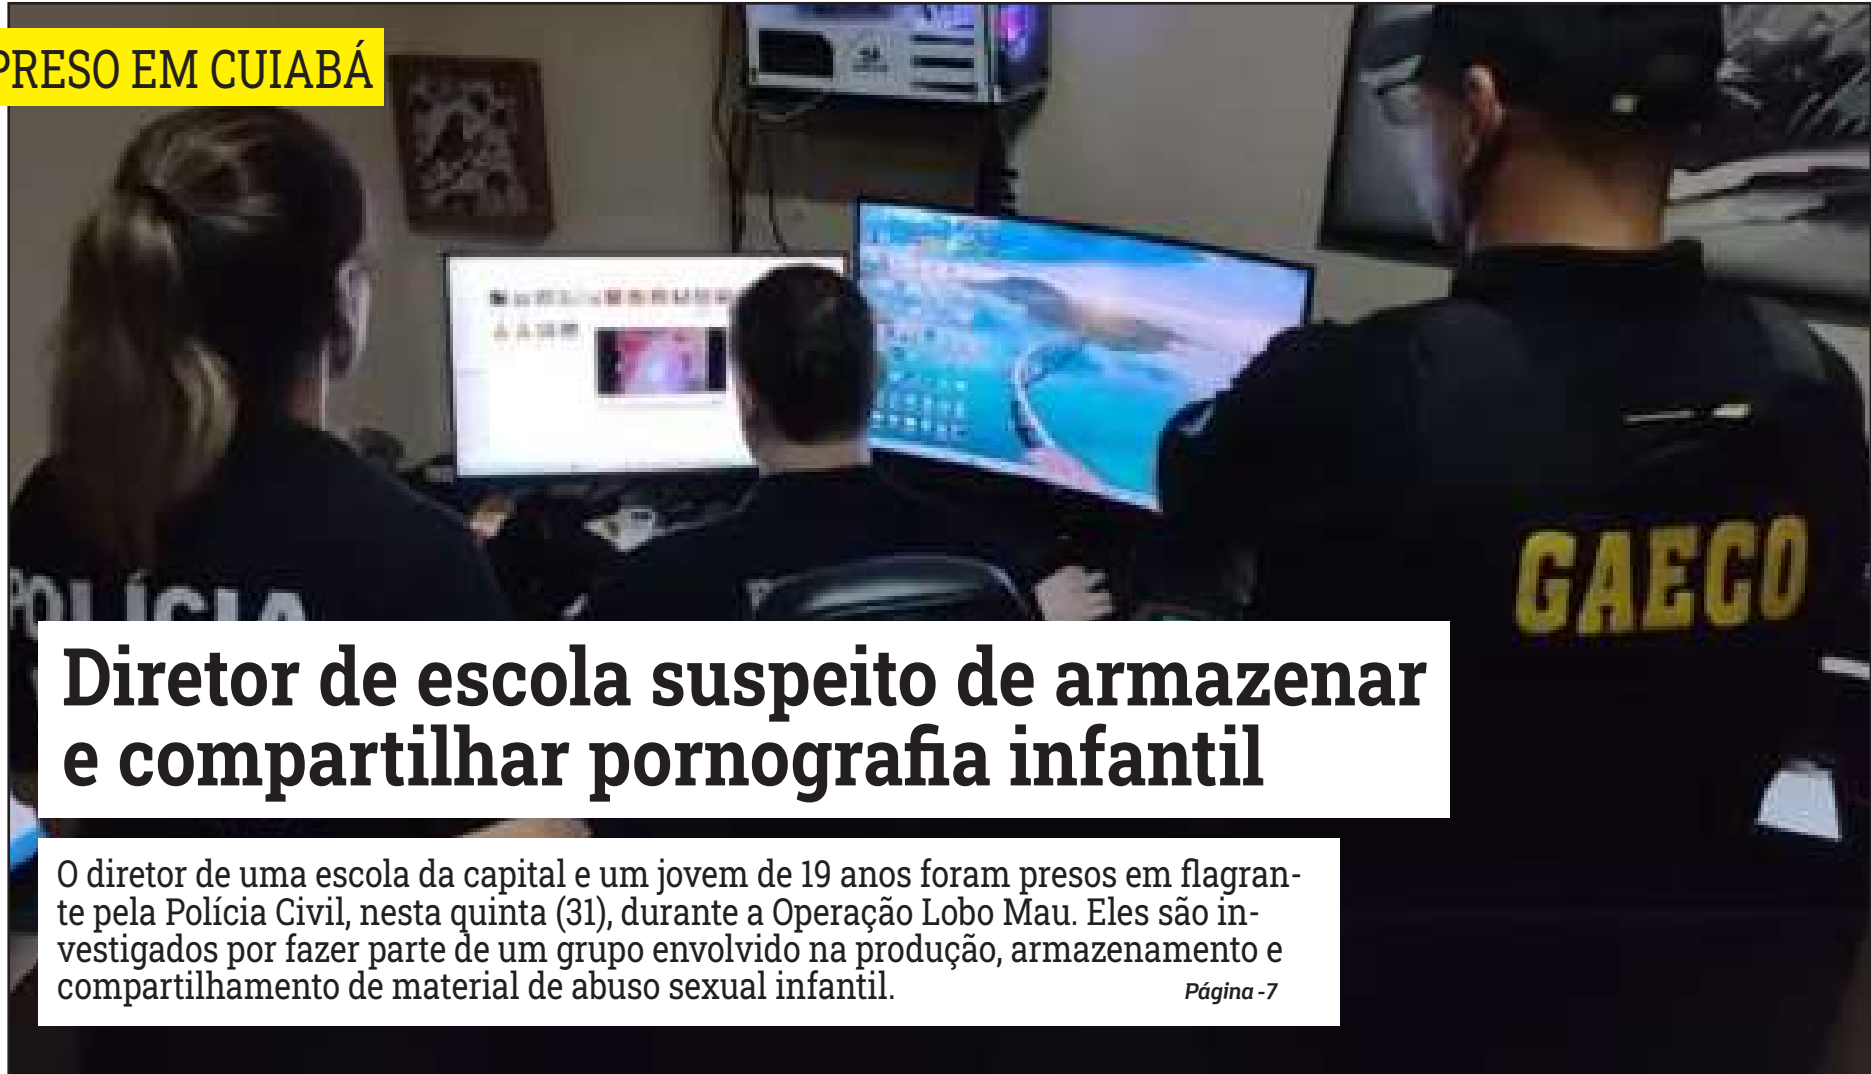 PRESO EM CUIABÁ
POLÍCIA
GAECO
Diretor de escola suspeito de armazenar
e compartilhar pornografia infantil
O diretor de uma escola da capital e um jovem de 19 anos foram presos em flagran-
te pela Polícia Civil, nesta quinta (31), durante a Operação Lobo Mau. Eles são in-
vestigados por fazer parte de um grupo envolvido na produção, armazenamento e
compartilhamento de material de abuso sexual infantil.
Página -7